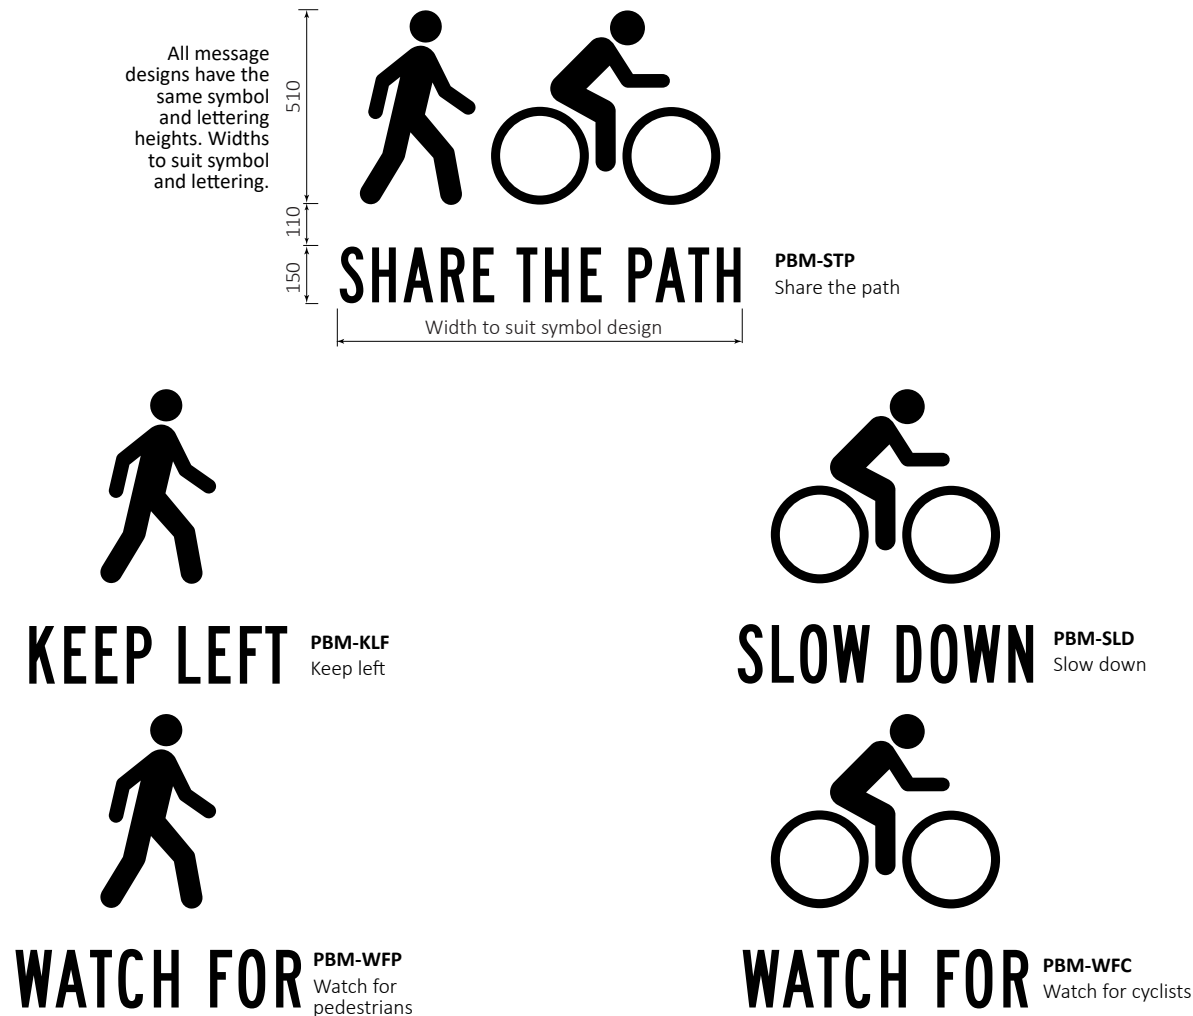 All message
designs have the
same symbol
and lettering
heights. Widths
to suit symbol
and lettering.
510
110
150
SHARE THE PATH
PBM-STP
Share the path
Width to suit symbol design
KEEP LEFT
PBM-KLF
Keep left
SLOW DOWN
PBM-SLD
Slow down
WATCH FOR
PBM-WFP
Watch for
pedestrians
WATCH FOR
PBM-WFC
Watch for cyclists